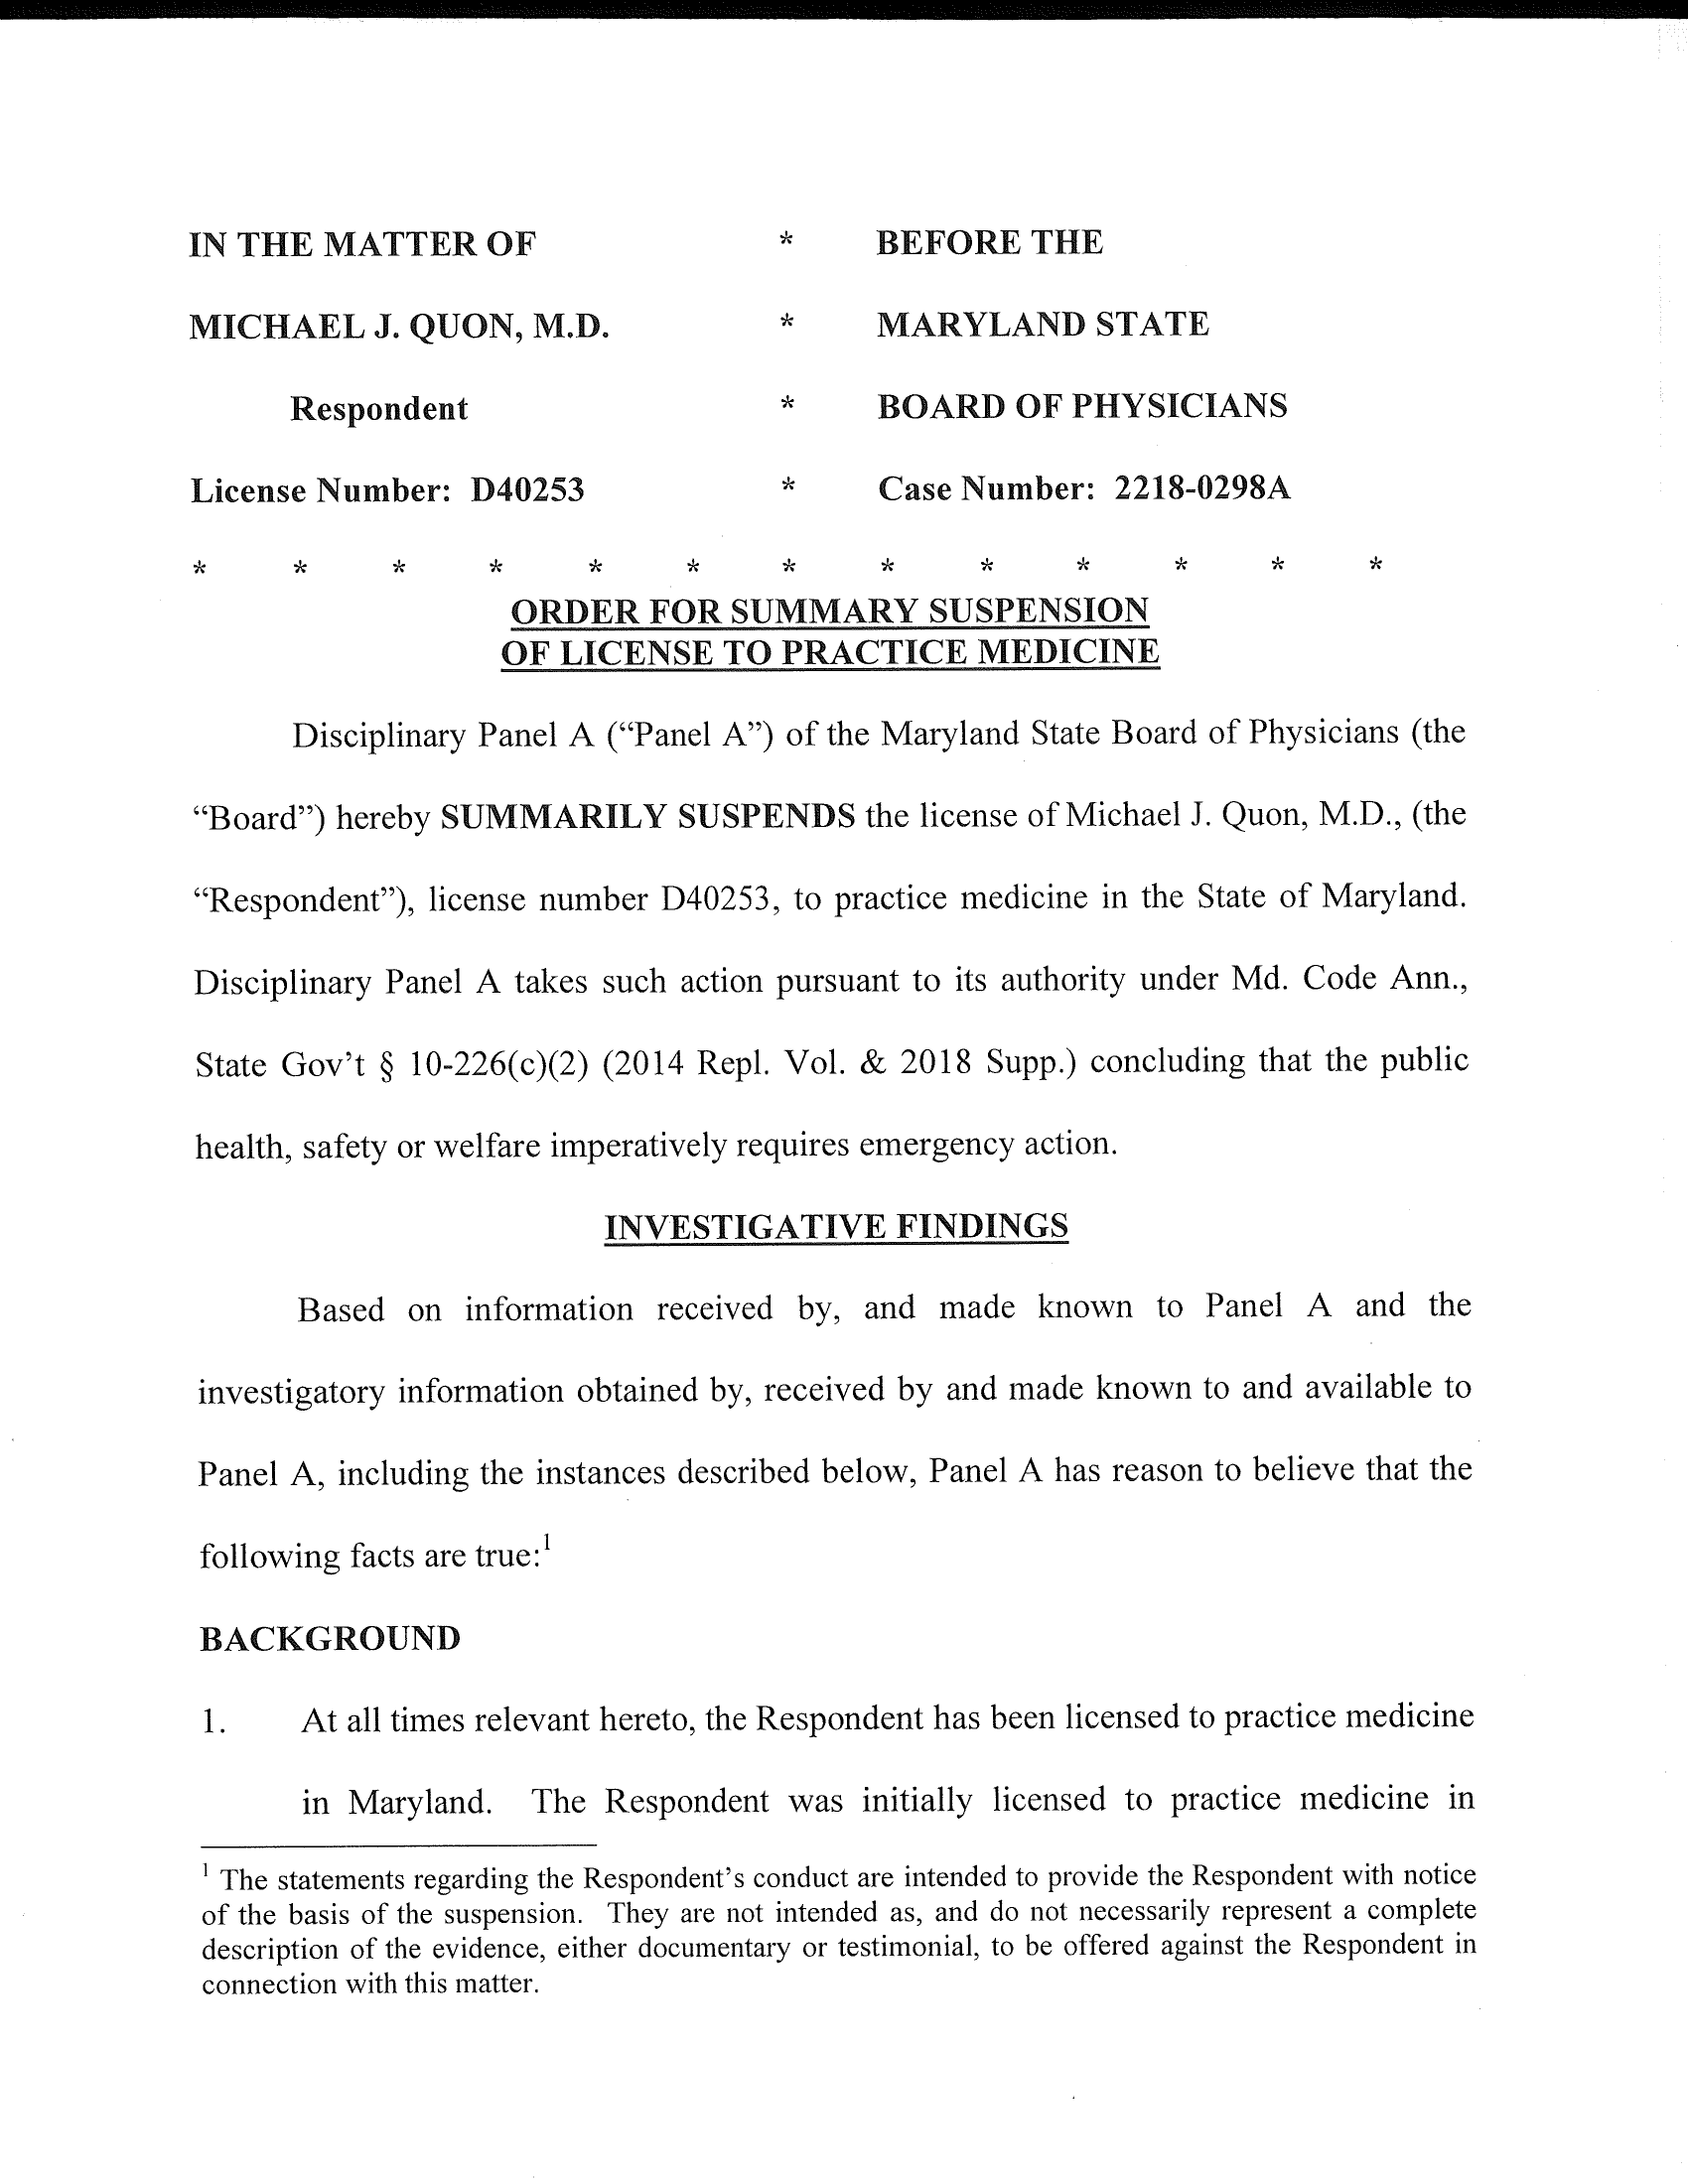 IN THE MATTER OF * BEFORE THE
MICHAEL J. QUON, M.D. * MARYLAND STATE
Respondent * BOARD OF PHYSICIANS
License Number: D40253 * Case Number: 2218-0298A
* * * * * * * * * * * * *
ORDER FOR SUMMARY SUSPENSION
OF LICENSE TO PRACTICE MEDICINE
Disciplinary Panel A (“Panel A”) of the Maryland State Board of Physicians (the
“Board”) hereby SUMMARILY SUSPENDS the license of Michael J. Quon, M.D., (the
“Respondent”), license number D40253, to practice medicine in the State of Maryland.
Disciplinary Panel A takes such action pursuant to its authority under Md. Code Ann.,
State Gov’t § 10-226(c)(2) (2014 Repl. Vol. & 2018 Supp.) concluding that the public
health, safety or welfare imperatively requires emergency action.
INVESTIGATIVE FINDINGS
Based on information received by, and made known to Panel A and the
investigatory information obtained by, received by and made known to and available to
Panel A, including the instances described below, Panel A has reason to believe that the
following facts are true:¹
BACKGROUND
1. At all times relevant hereto, the Respondent has been licensed to practice medicine
in Maryland. The Respondent was initially licensed to practice medicine in
¹ The statements regarding the Respondent’s conduct are intended to provide the Respondent with notice
of the basis of the suspension. They are not intended as, and do not necessarily represent a complete
description of the evidence, either documentary or testimonial, to be offered against the Respondent in
connection with this matter.